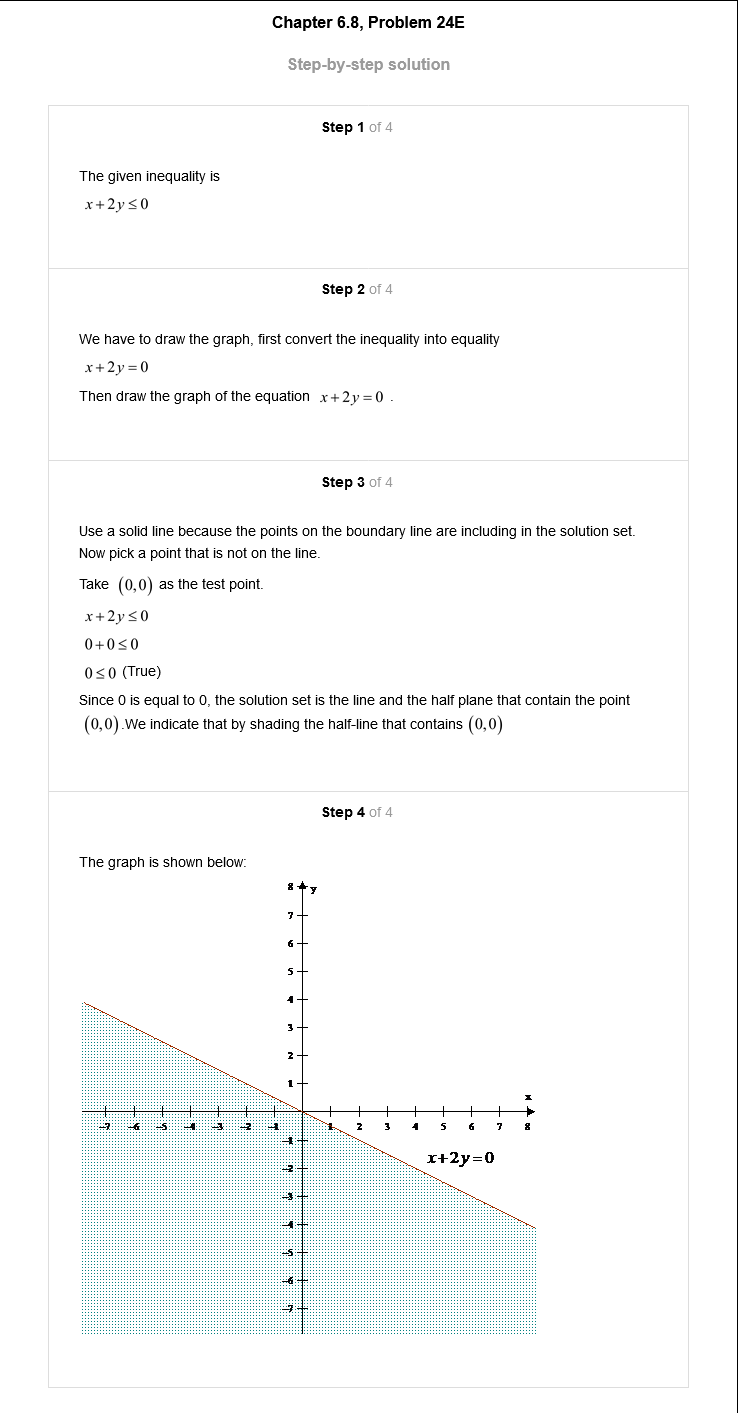 Chapter 6.8, Problem 24E
Step-by-step solution
Step 1 of 4
The given inequality is
x+2y≤0
Step 2 of 4
We have to draw the graph, first convert the inequality into equality
x+2y=0
Then draw the graph of the equation x+2y=0 .
Step 3 of 4
Use a solid line because the points on the boundary line are including in the solution set.
Now pick a point that is not on the line.
Take (0,0) as the test point.
x+2y≤0
0+0≤0
0≤0 (True)
Since 0 is equal to 0, the solution set is the line and the half plane that contain the point
(0,0).We indicate that by shading the half-line that contains (0,0)
Step 4 of 4
The graph is shown below:
8 y
7
6
5
4
3
2
1
x
-7 -6 -5 -4 -3 -2 -1 1 2 3 4 5 6 7 8
-1
x+2y=0
-2
-3
-4
-5
-6
-7